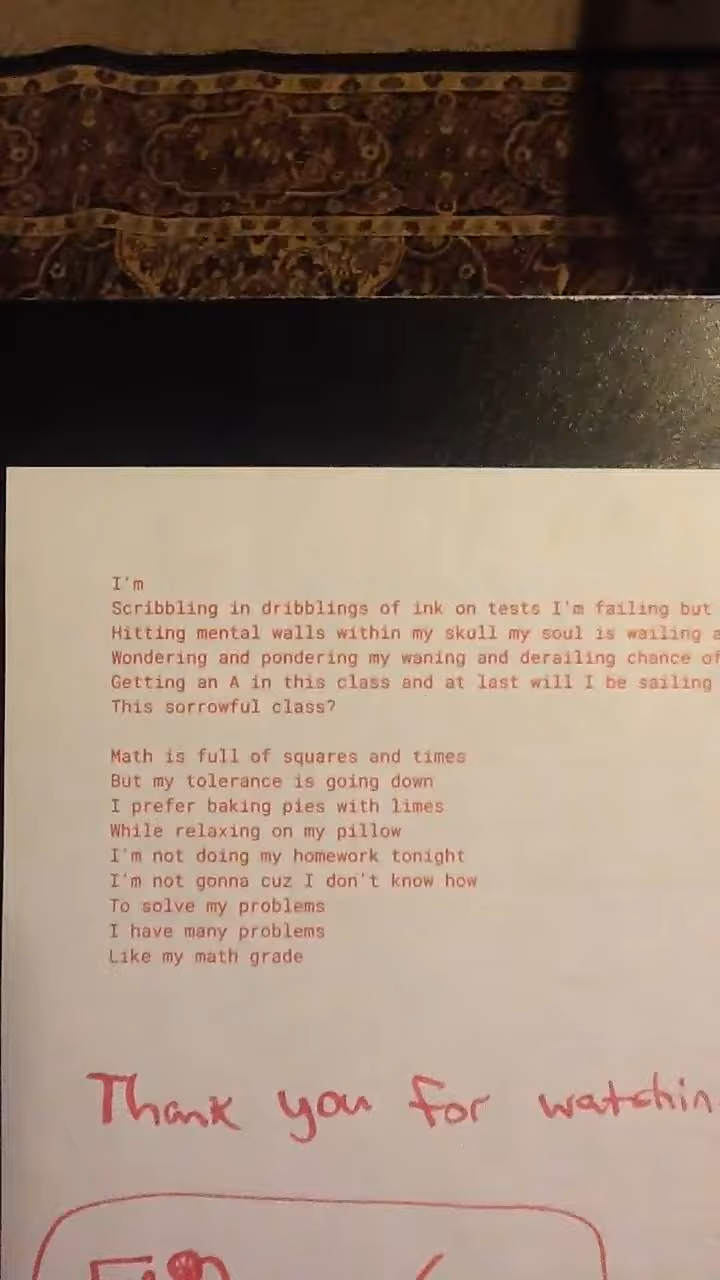 I'm
Scribbling in dribblings of ink on tests I'm failing but
Hitting mental walls within my skull my soul is wailing
Wondering and pondering my waning and derailing chance of
Getting an A in this class and at last will I be sailing
This sorrowful class?
Math is full of squares and times
But my tolerance is going down
I prefer baking pies with limes
While relaxing on my pillow
I'm not doing my homework tonight
I'm not gonna cuz I don't know how
To solve my problems
I have many problems
Like my math grade
Thank you for watchin